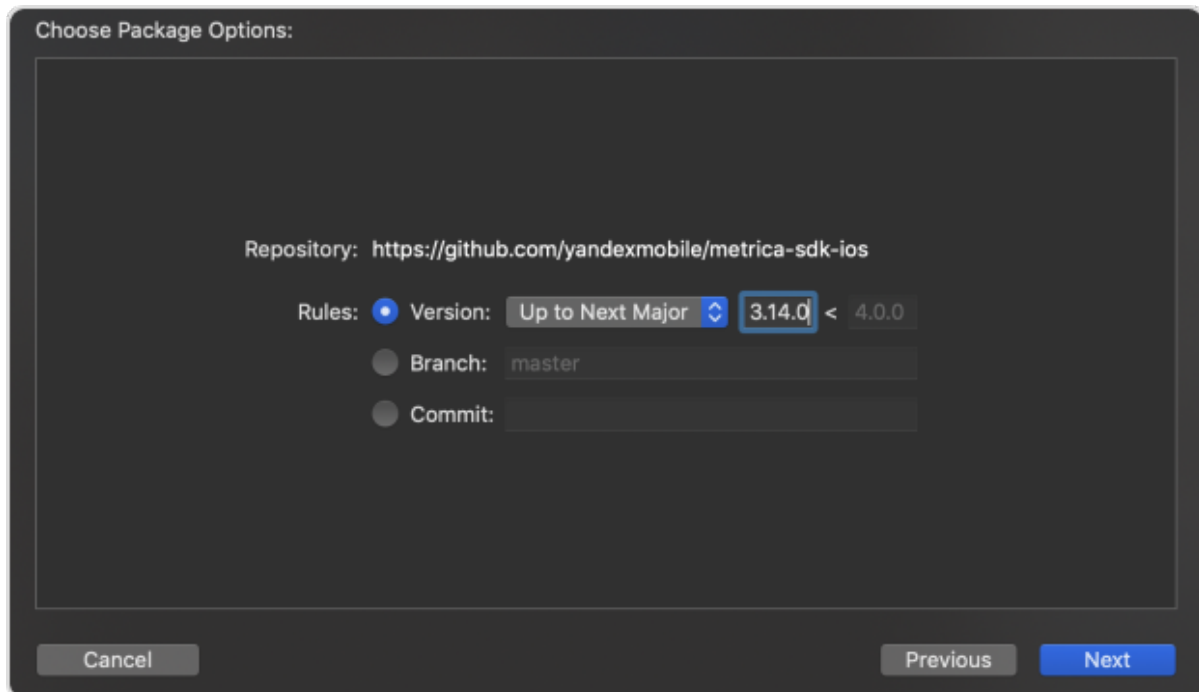 Choose Package Options:
Repository: https://github.com/yandexmobile/metrica-sdk-ios
Rules: Version: Up to Next Major 3.14.0 < 4.0.0
Branch: master
Commit:
Cancel Previous Next